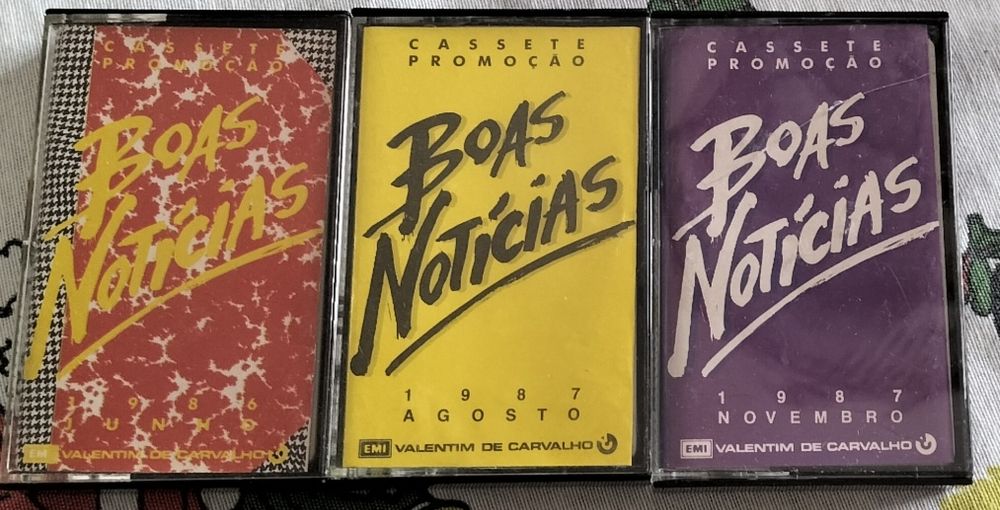 CASSETE
PROMOÇÃO
BOAS
NOTÍCIAS
1986
JUNHO
EMI VALENTIM DE CARVALHO
CASSETE
PROMOÇÃO
BOAS
NOTÍCIAS
1987
AGOSTO
EMI VALENTIM DE CARVALHO
CASSETE
PROMOÇÃO
BOAS
NOTÍCIAS
1987
NOVEMBRO
EMI VALENTIM DE CARVALHO